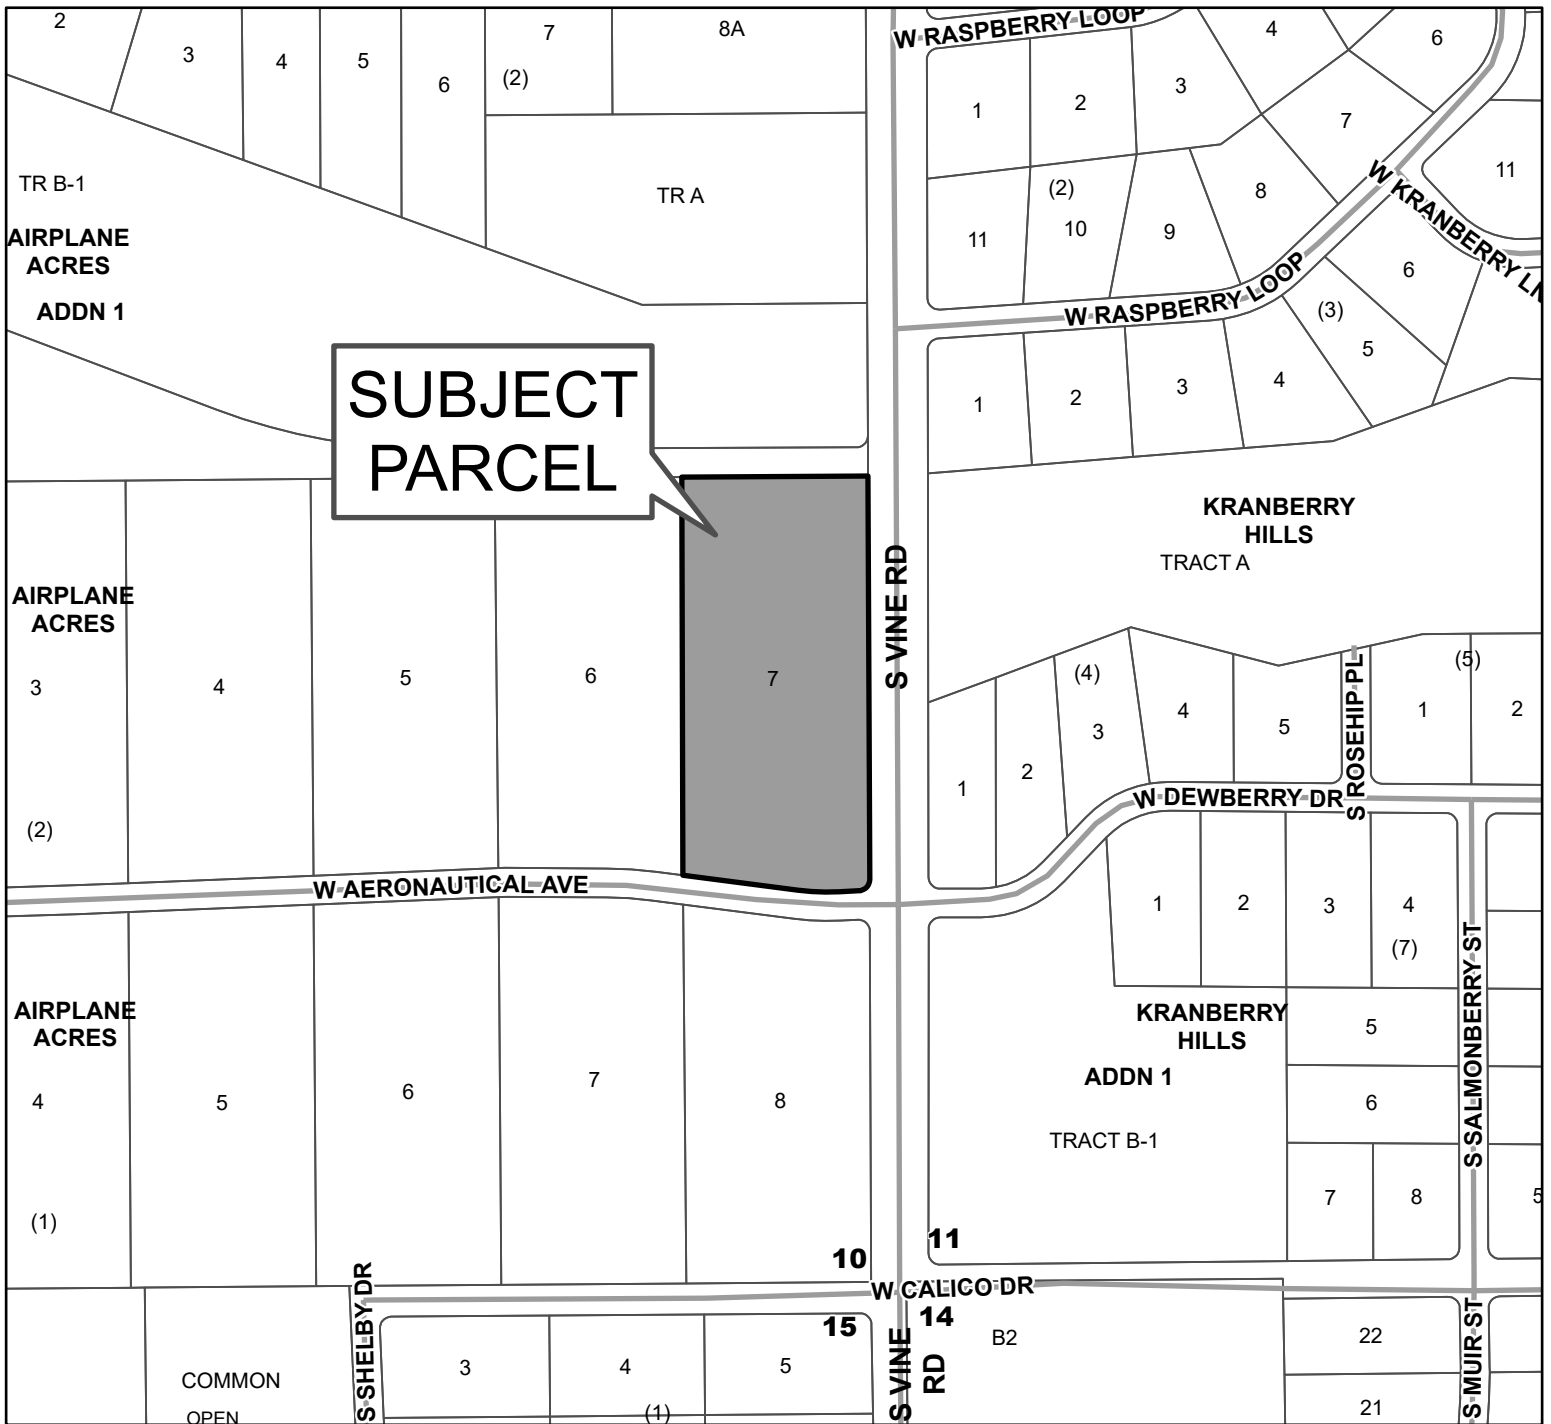 2
3
4
5
6
7
(2)
8A
W RASPBERRY LOOP
4
6
1
2
3
7
11
TR B-1
TR A
AIRPLANE
ACRES
ADDN 1
(2)
11
10
9
8
W KRANBERRY LN
6
W RASPBERRY LOOP
(3)
5
1
2
3
4
SUBJECT
PARCEL
KRANBERRY
HILLS
TRACT A
S VINE RD
AIRPLANE
ACRES
3
4
5
6
7
(2)
(4)
1
2
3
4
5
S ROSEHIP PL
(5)
1
2
W DEWBERRY DR
W AERONAUTICAL AVE
1
2
3
4
(7)
S SALMONBERRY ST
AIRPLANE
ACRES
KRANBERRY
HILLS
ADDN 1
TRACT B-1
5
6
7
8
5
4
5
6
7
8
(1)
10
11
W CALICO DR
15
14
S SHELBY DR
S VINE
RD
B2
S MUIR ST
22
21
3
4
5
(1)
COMMON
OPEN